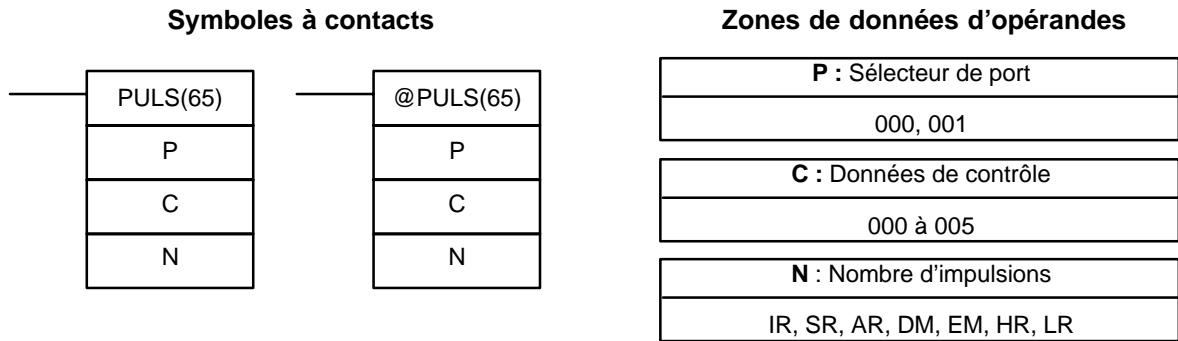 Symboles à contacts
PULS(65)
P
C
N
@PULS(65)
P
C
N
Zones de données d’opérandes
P : Sélecteur de port
000, 001
C : Données de contrôle
000 à 005
N : Nombre d’impulsions
IR, SR, AR, DM, EM, HR, LR